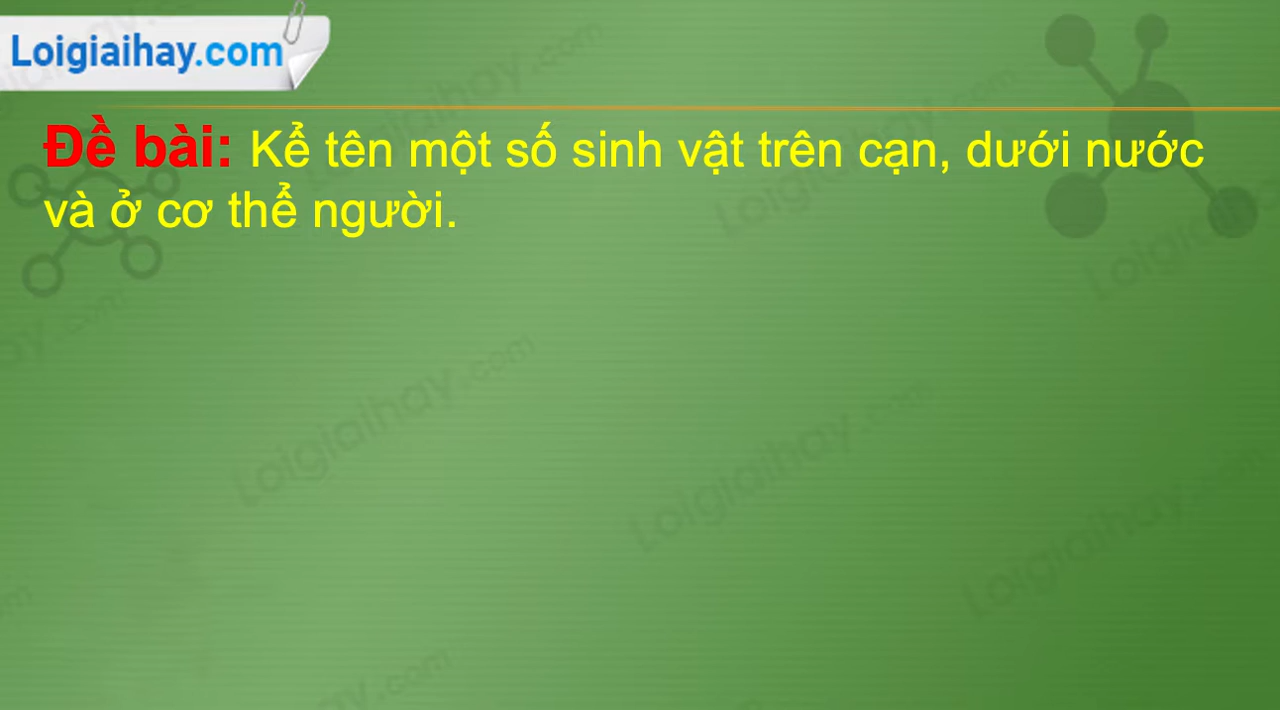 Loigiaihay.com
Đề bài: Kể tên một số sinh vật trên cạn, dưới nước
và ở cơ thể người.